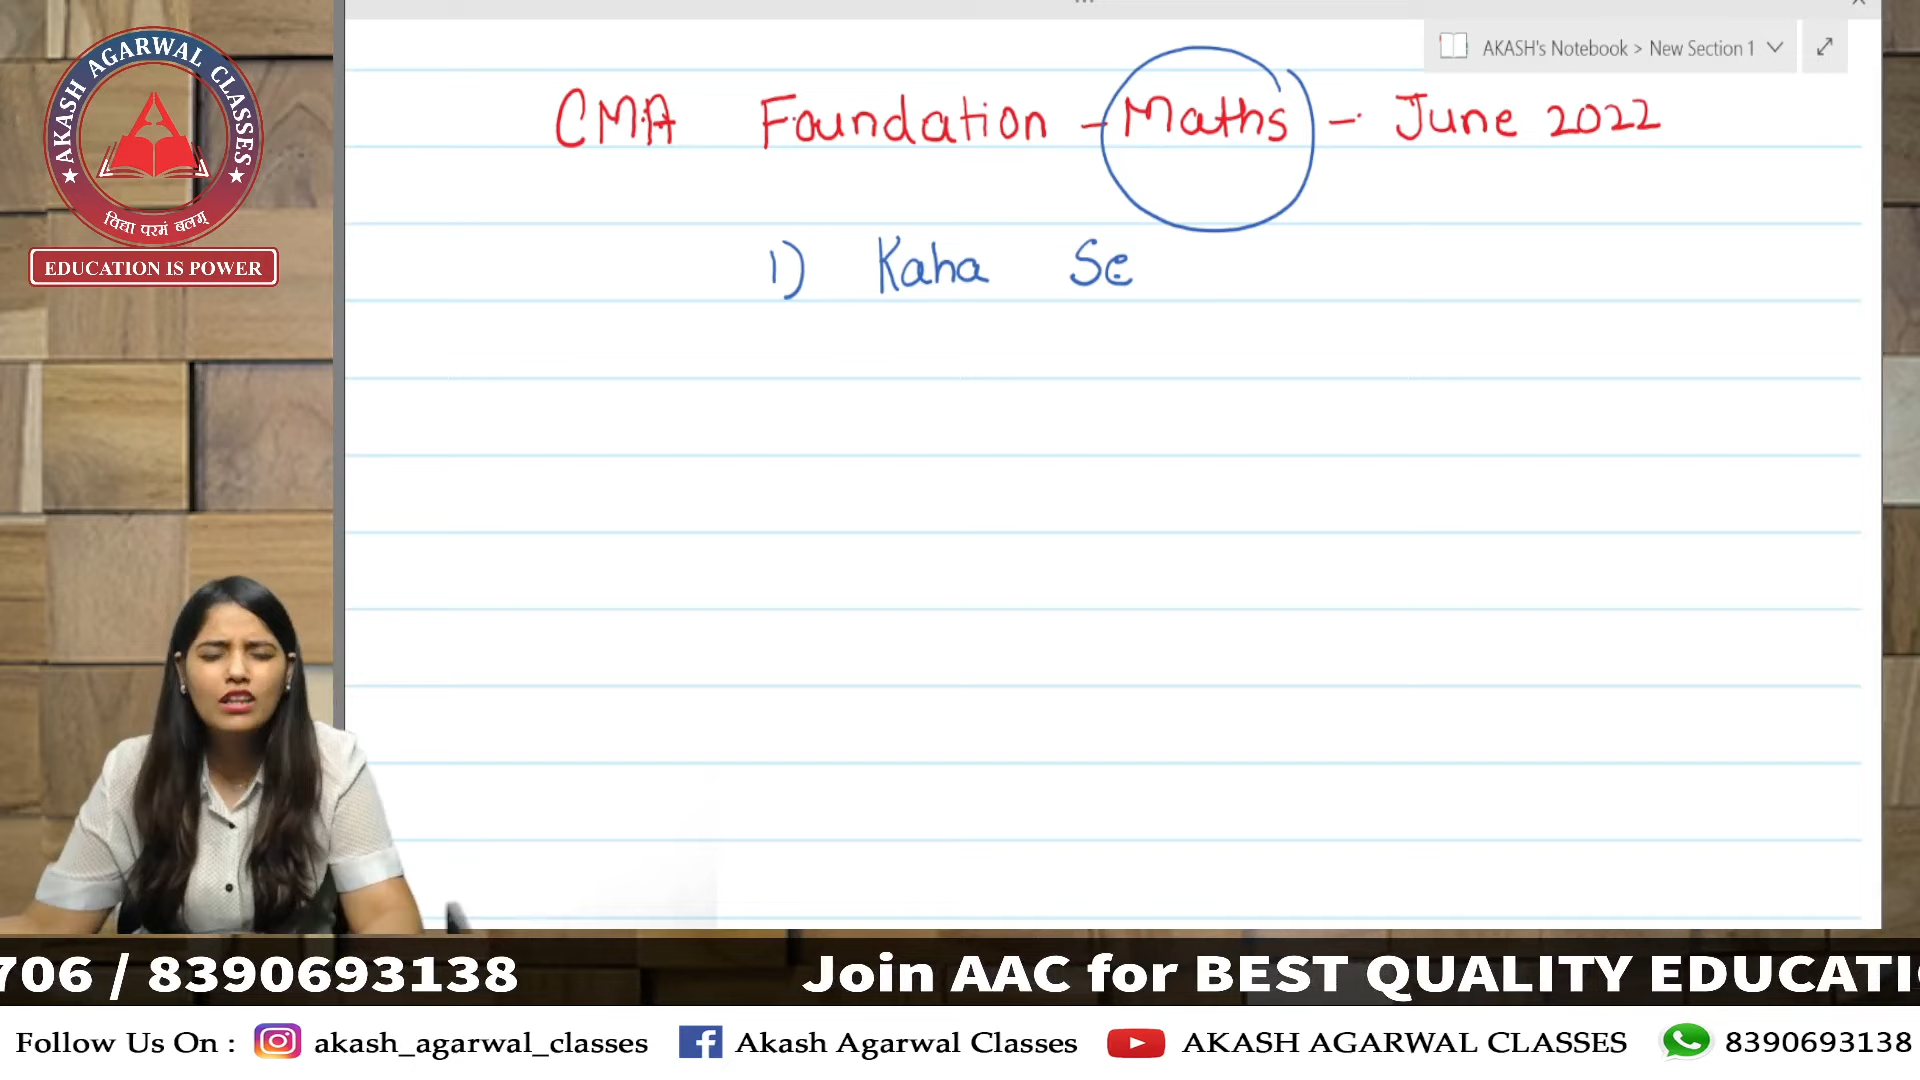 AKASH AGARWAL CLASSES
विद्या परमं बलम्
EDUCATION IS POWER
AKASH's Notebook > New Section 1
CMA Foundation - Maths - June 2022
1) Kaha Se
706 / 8390693138 Join AAC for BEST QUALITY EDUCATI
Follow Us On : akash_agarwal_classes Akash Agarwal Classes AKASH AGARWAL CLASSES 8390693138